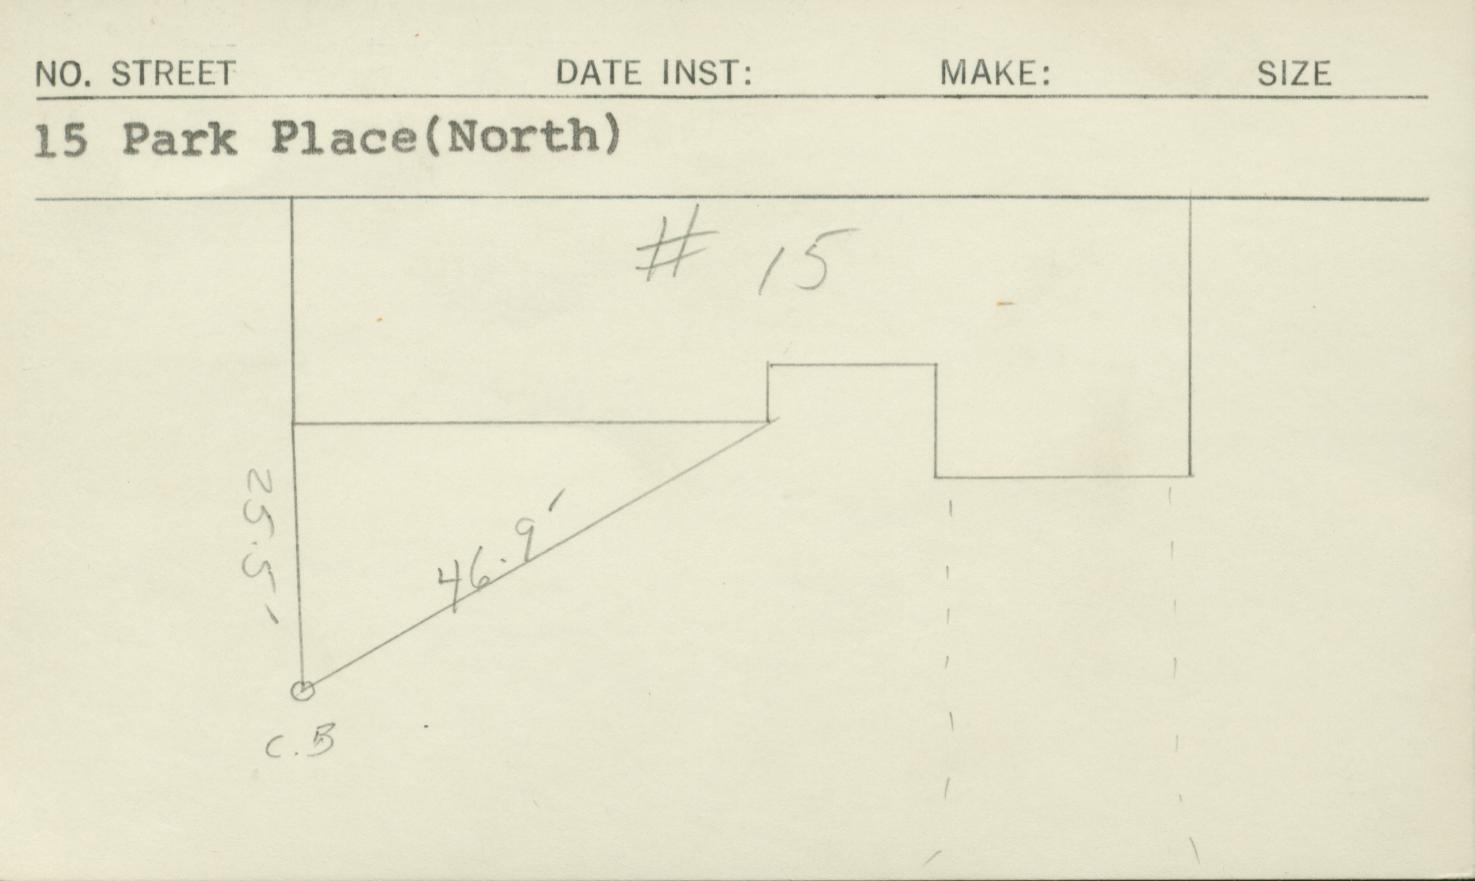 NO. STREET DATE INST: MAKE: SIZE
15 Park Place(North)
# 15
25.5'
46.9'
C.B